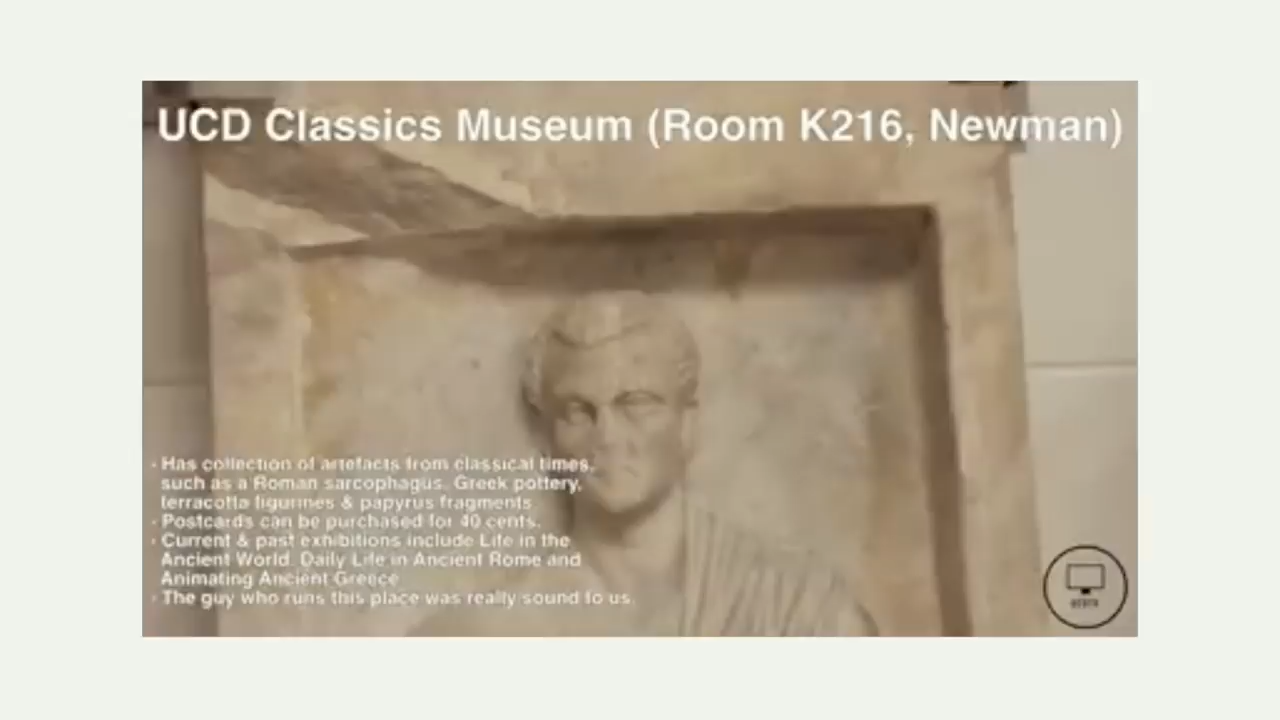 UCD Classics Museum (Room K216, Newman)
- Has collection of artefacts from classical times,
such as a Roman sarcophagus, Greek pottery,
terracotta figurines & papyrus fragments
- Postcards can be purchased for 40 cents.
- Current & past exhibitions include Life in the
Ancient World, Daily Life in Ancient Rome and
Animating Ancient Greece
- The guy who runs this place was really sound to us.